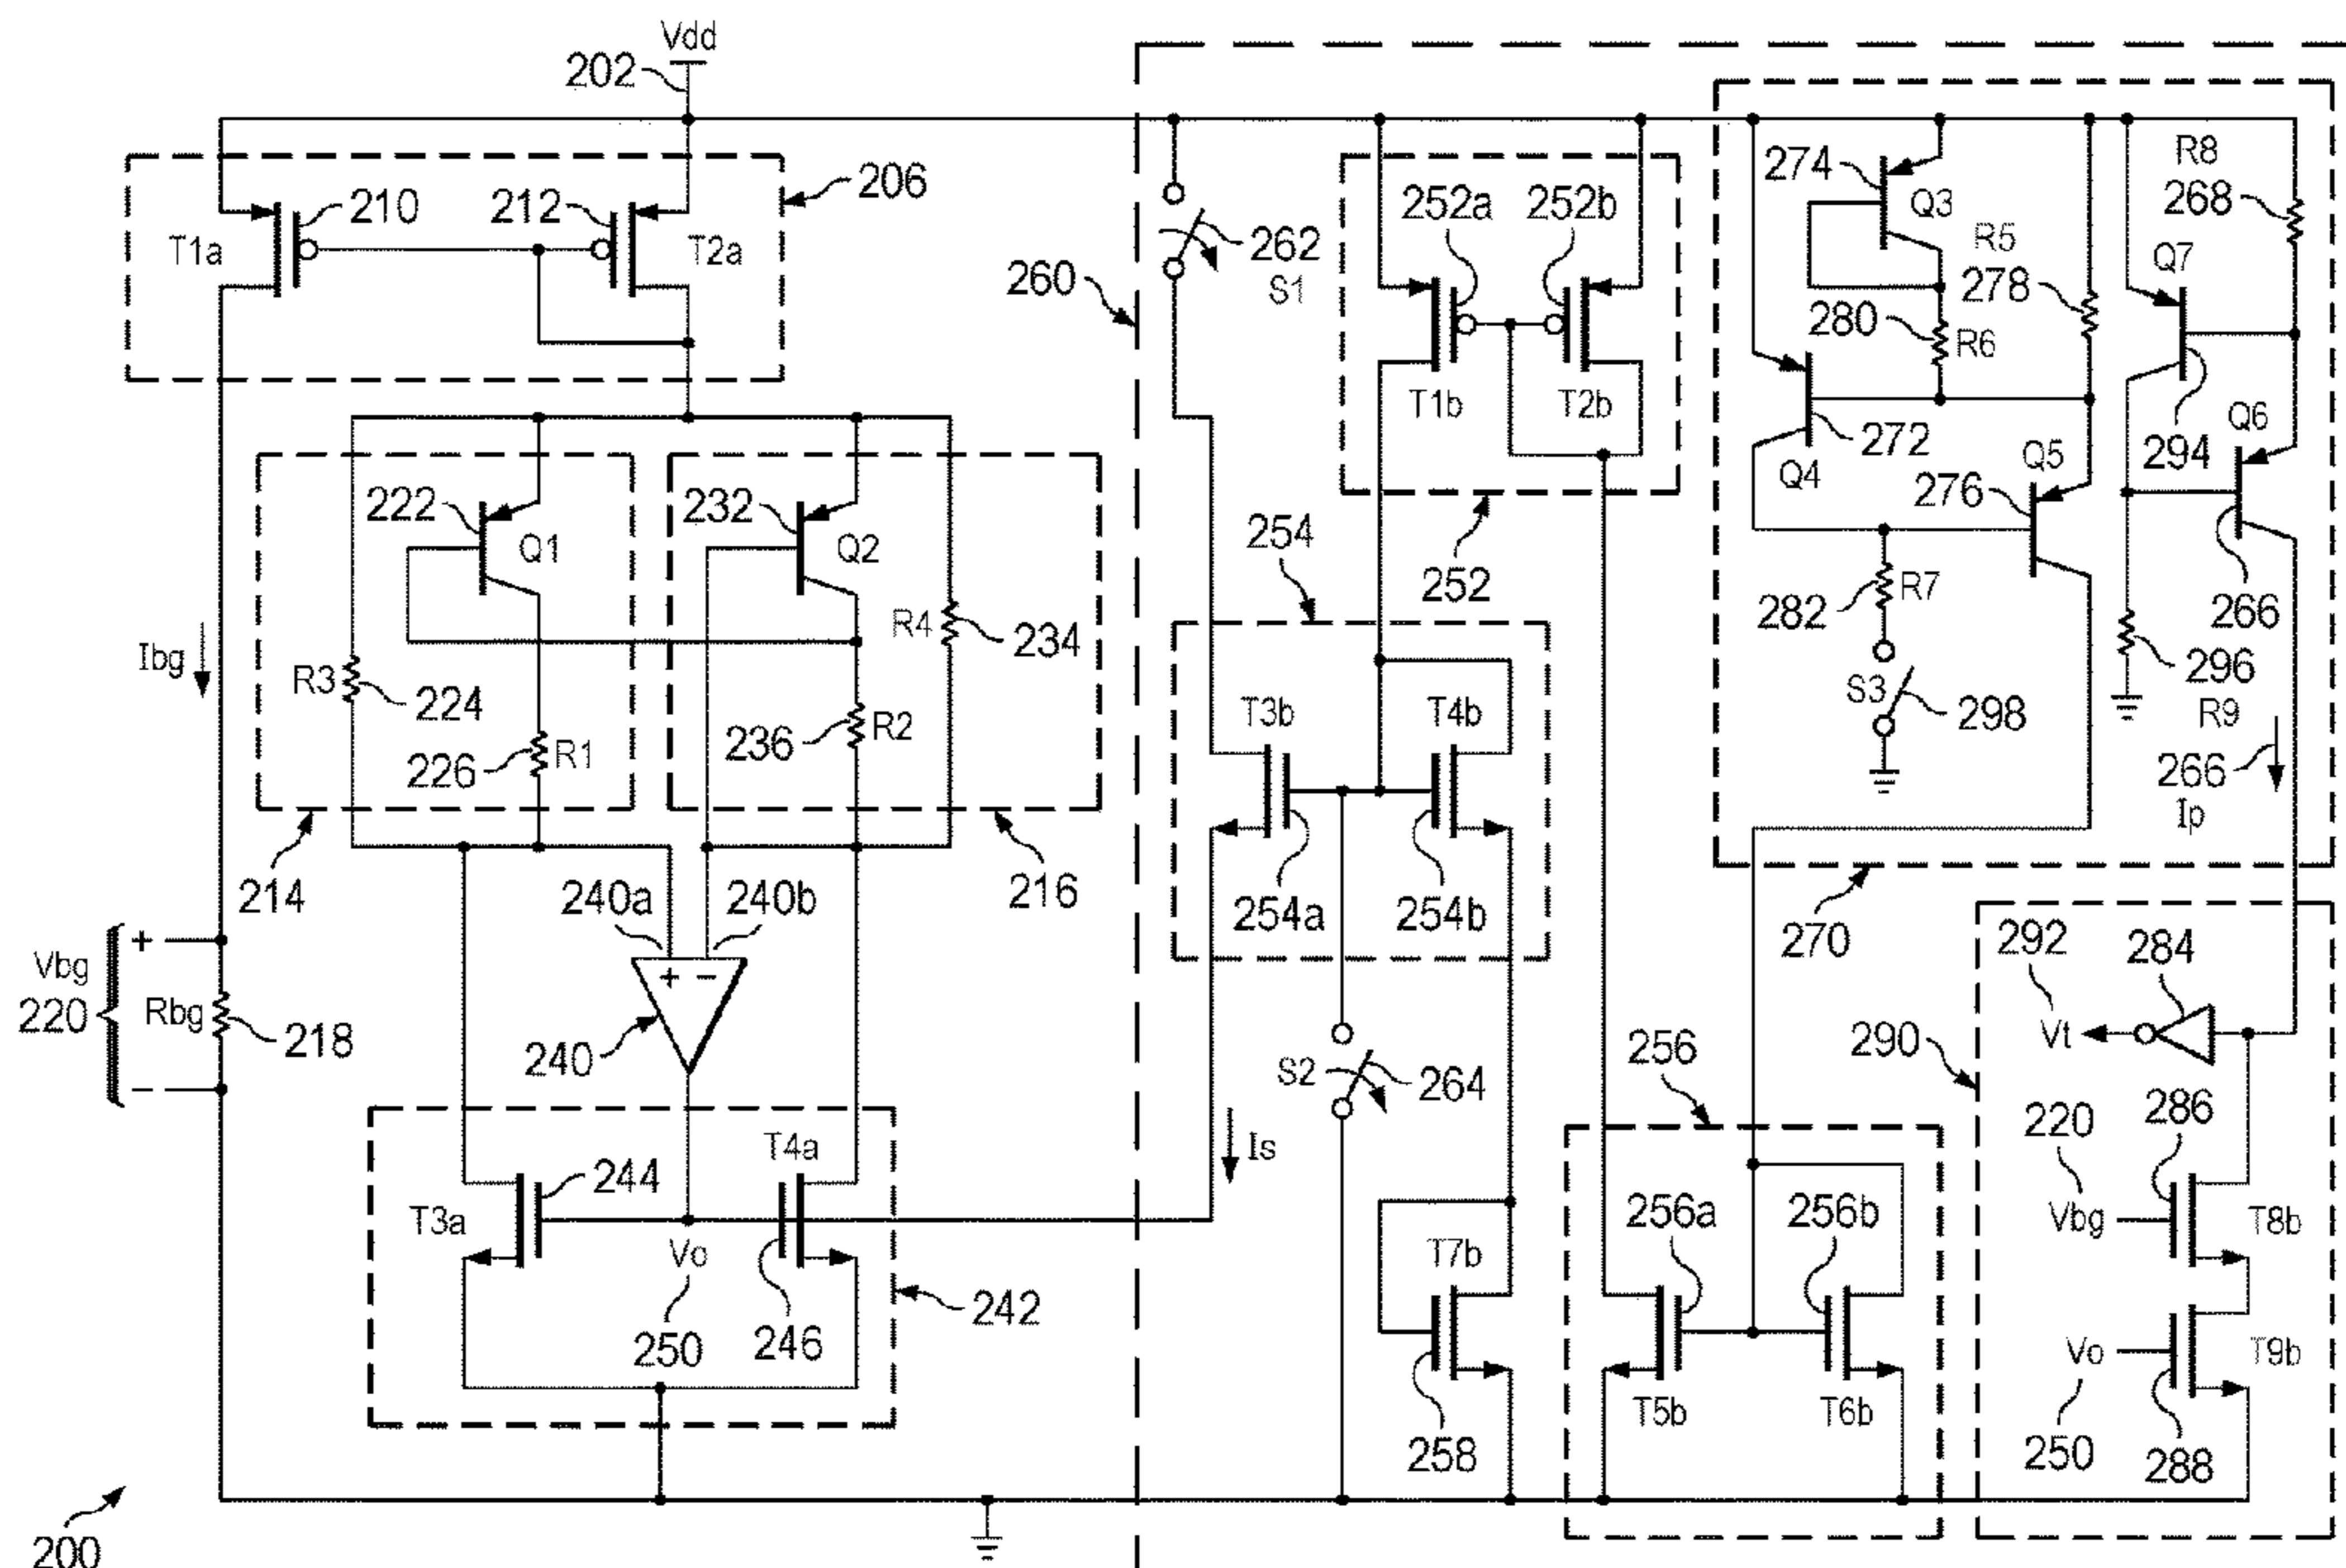 Vdd
202
206
210
212
T1a
T2a
260
262
S1
252a
252b
T1b
T2b
252
274
Q3
R5
278
280
R6
Q7
R8
268
272
Q4
276
Q5
294
Q6
266
282
R7
S3
298
296
R9
266
Ip
270
222
Q1
232
Q2
R3
224
226
R1
236
R2
R4
234
214
216
Ibg
254
T3b
T4b
254a
254b
Vbg
220
+
−
Rbg
218
240a
240b
+ −
240
S2
264
Is
256
256a
256b
T5b
T6b
T7b
258
T3a
244
T4a
Vo
250
246
242
290
292
Vt
284
220
Vbg
286
T8b
Vo
250
288
T9b
200